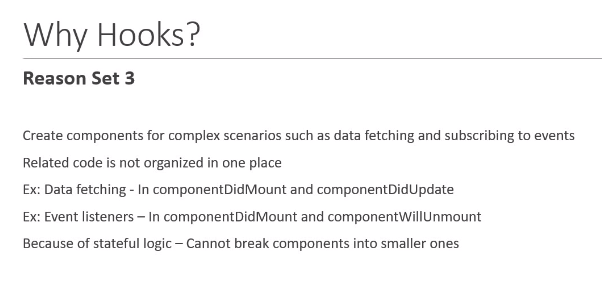 Why Hooks?
Reason Set 3
Create components for complex scenarios such as data fetching and subscribing to events
Related code is not organized in one place
Ex: Data fetching - In componentDidMount and componentDidUpdate
Ex: Event listeners – In componentDidMount and componentWillUnmount
Because of stateful logic – Cannot break components into smaller ones